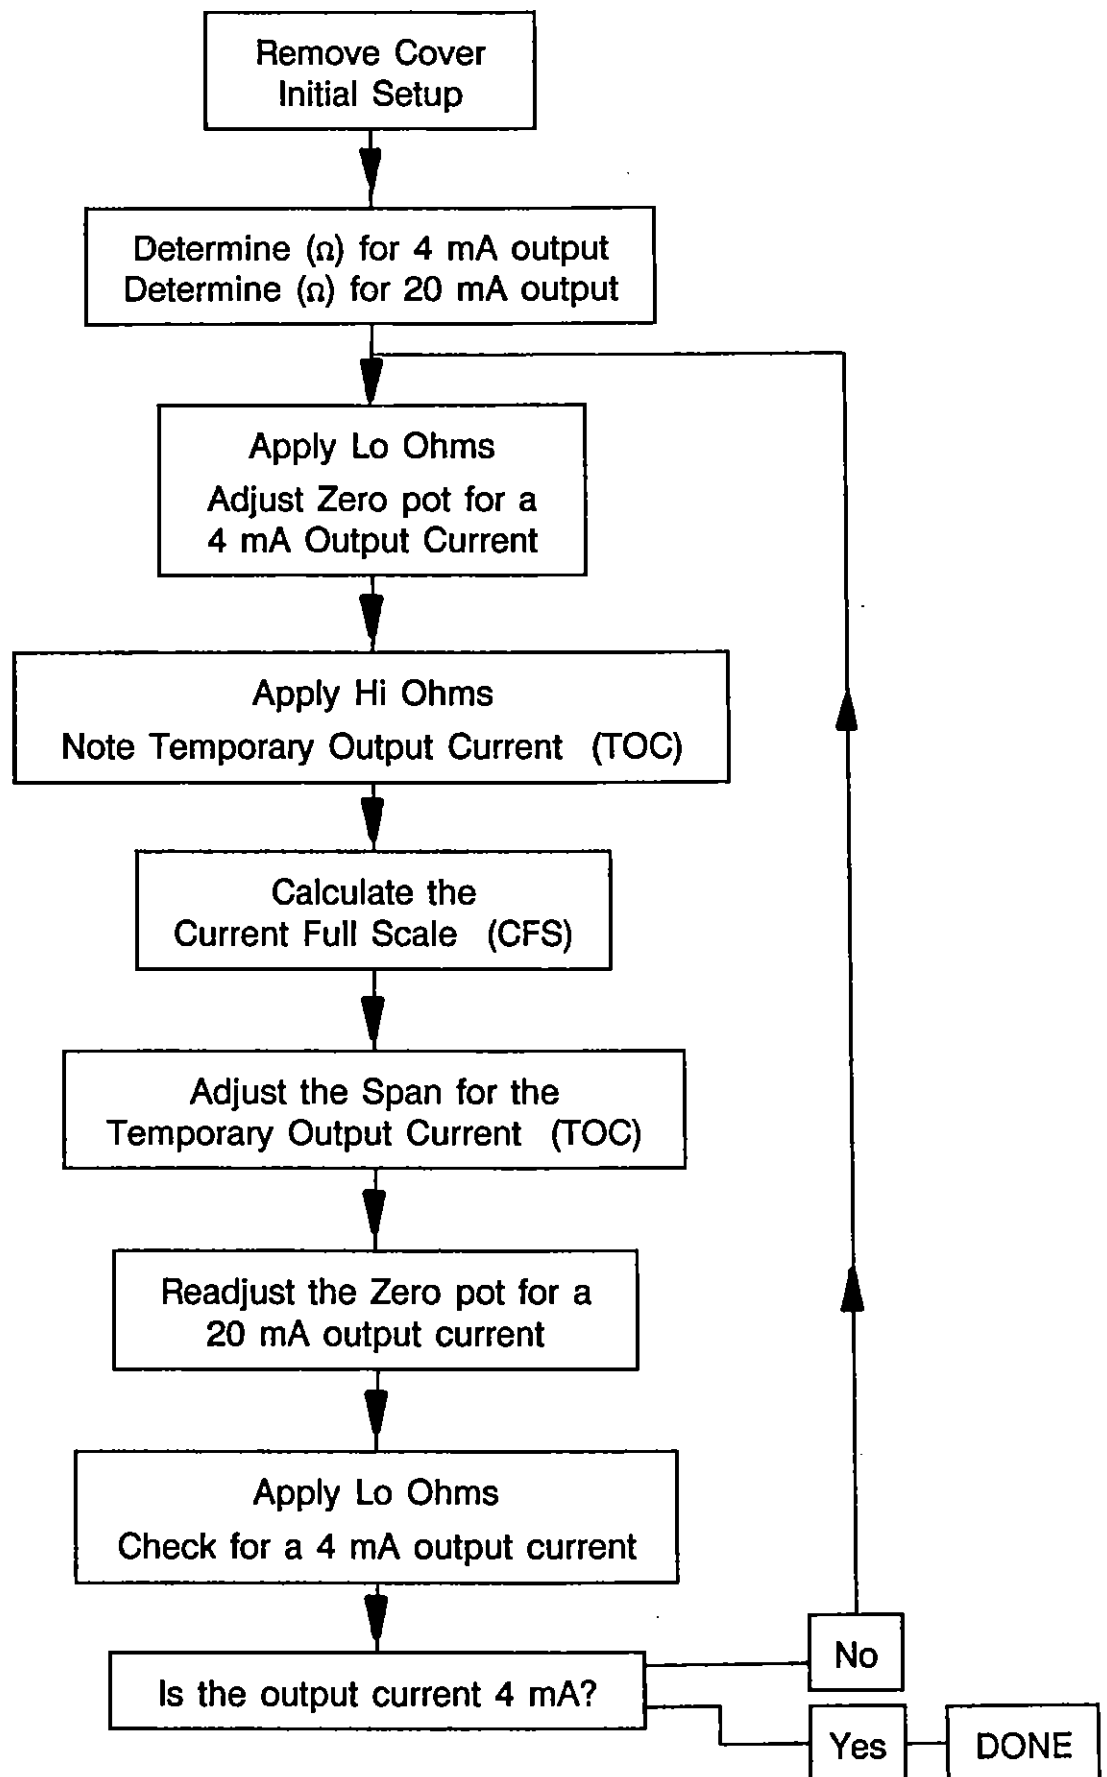 Remove Cover
Initial Setup
Determine (Ω) for 4 mA output
Determine (Ω) for 20 mA output
Apply Lo Ohms
Adjust Zero pot for a
4 mA Output Current
Apply Hi Ohms
Note Temporary Output Current (TOC)
Calculate the
Current Full Scale (CFS)
Adjust the Span for the
Temporary Output Current (TOC)
Readjust the Zero pot for a
20 mA output current
Apply Lo Ohms
Check for a 4 mA output current
Is the output current 4 mA?
No
Yes
DONE